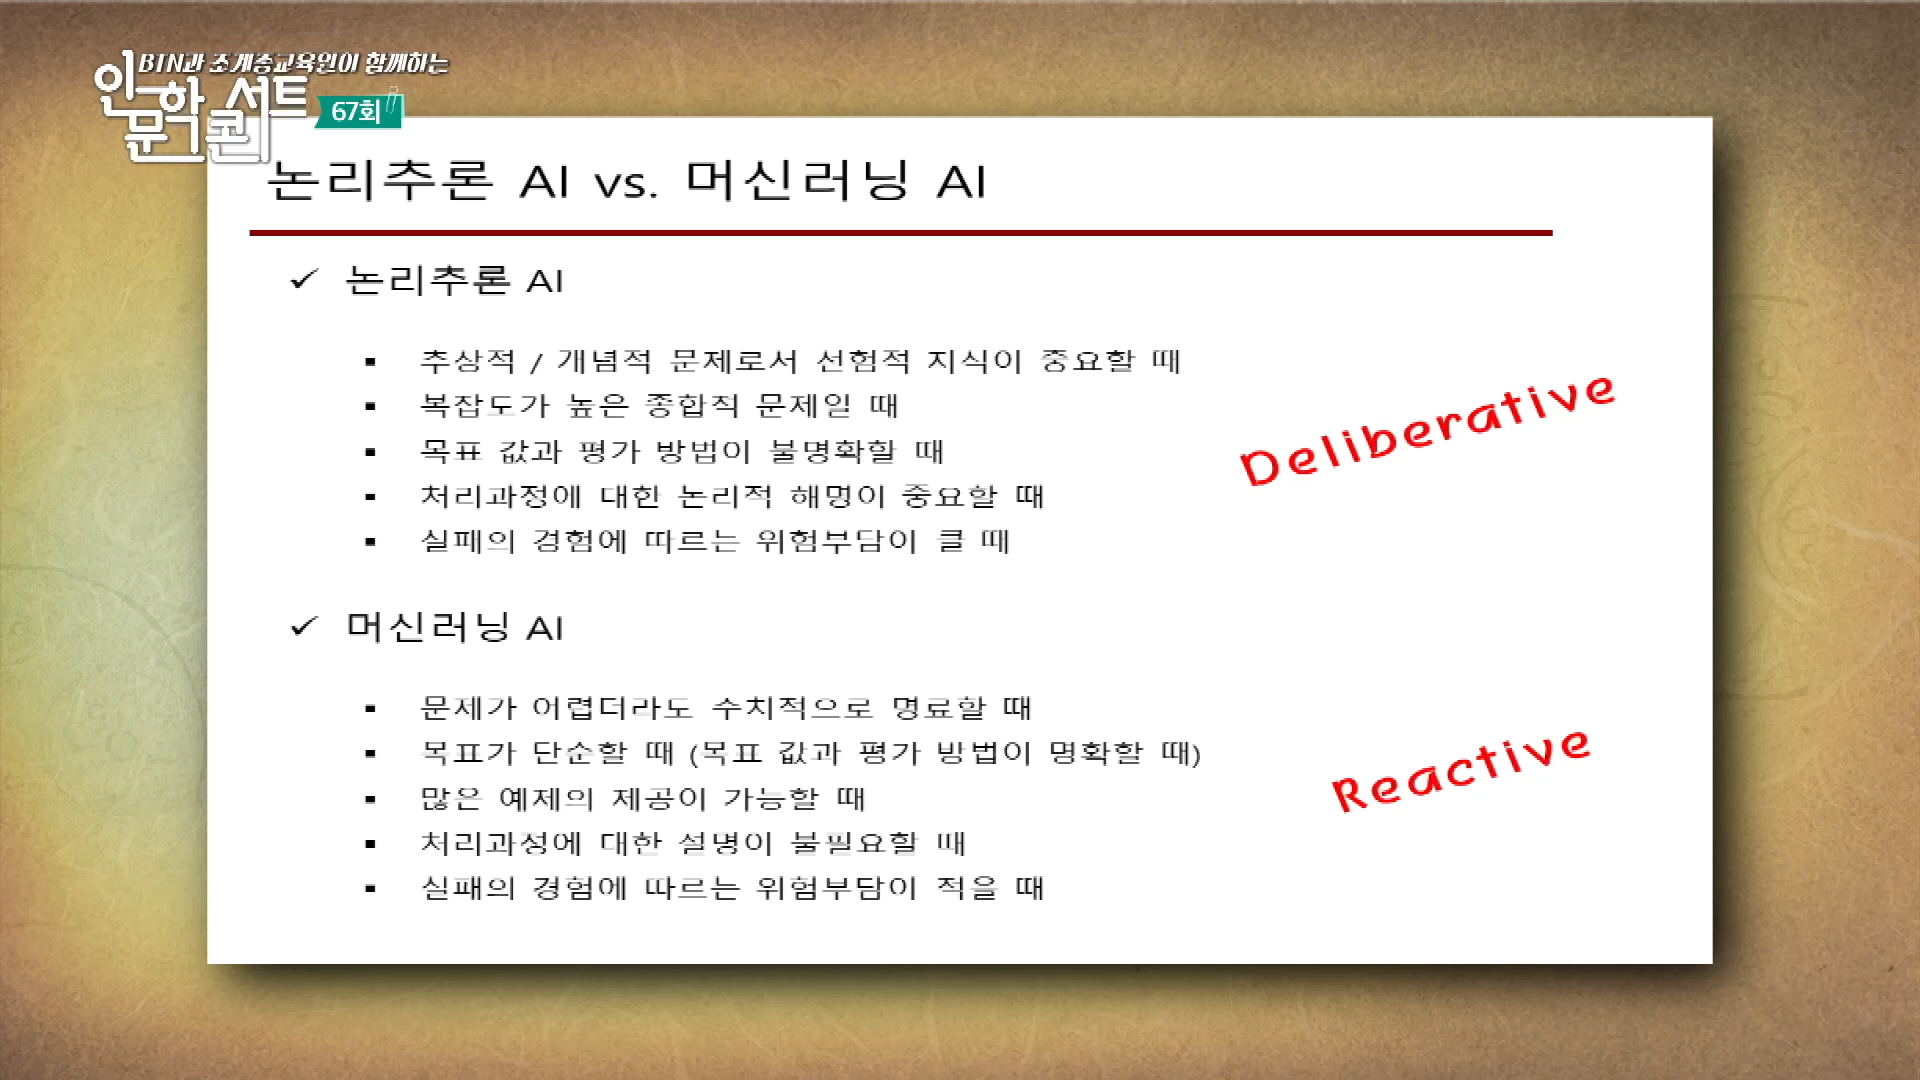 BTN과 조계종교육원이 함께하는
인문학 콘서트
67회
논리추론 AI vs. 머신러닝 AI
✓ 논리추론 AI
▪ 추상적 / 개념적 문제로서 선험적 지식이 중요할 때
▪ 복잡도가 높은 종합적 문제일 때
▪ 목표 값과 평가 방법이 불명확할 때
▪ 처리과정에 대한 논리적 해명이 중요할 때
▪ 실패의 경험에 따르는 위험부담이 클 때
Deliberative
✓ 머신러닝 AI
▪ 문제가 어렵더라도 수치적으로 명료할 때
▪ 목표가 단순할 때 (목표 값과 평가 방법이 명확할 때)
▪ 많은 예제의 제공이 가능할 때
▪ 처리과정에 대한 설명이 불필요할 때
▪ 실패의 경험에 따르는 위험부담이 적을 때
Reactive